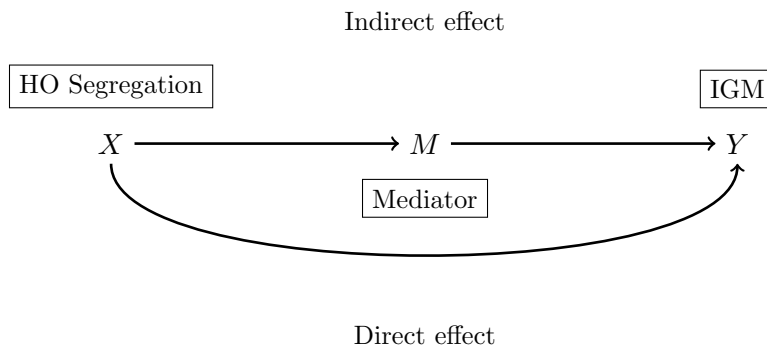 Indirect effect
HO Segregation
IGM
X
M
Y
Mediator
Direct effect